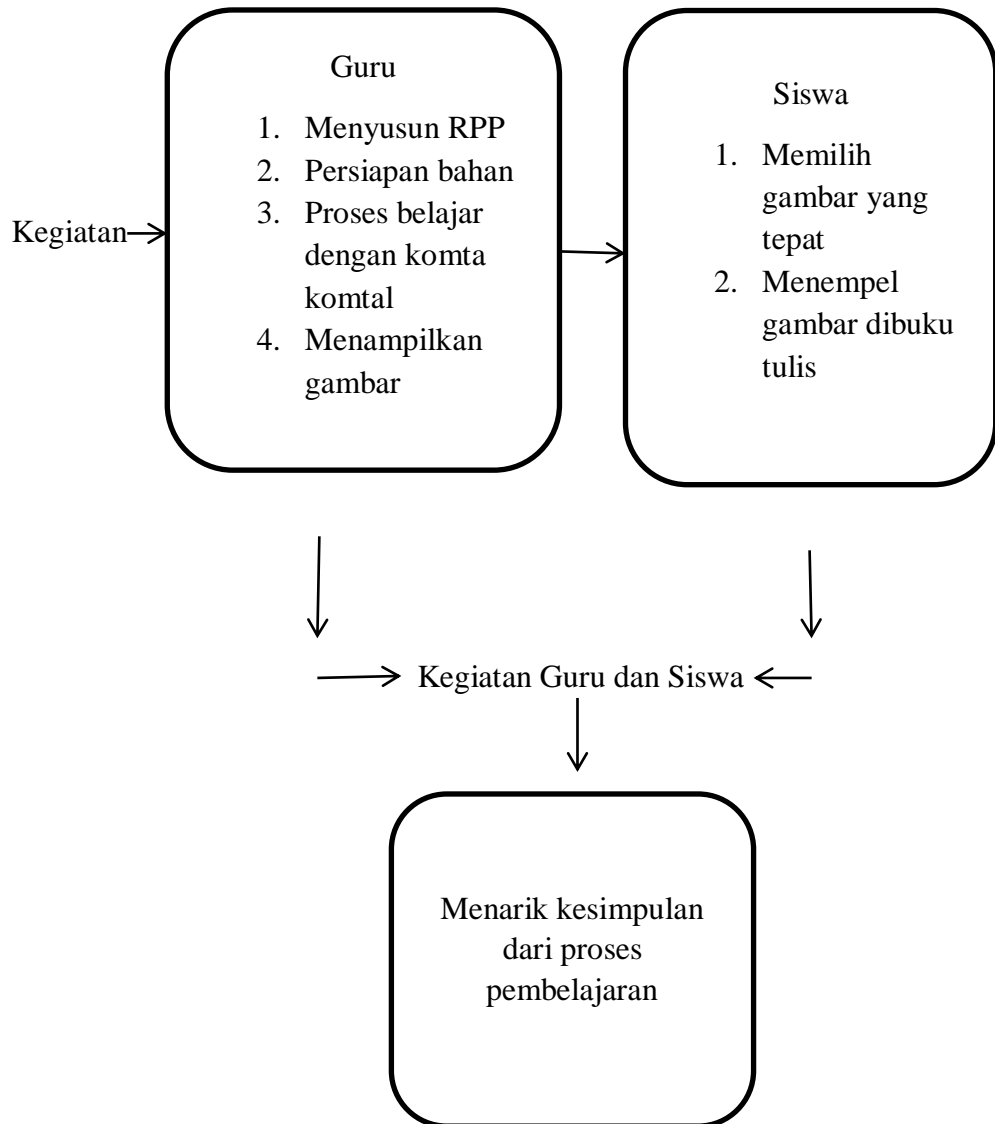 Kegiatan
Guru
1. Menyusun RPP
2. Persiapan bahan
3. Proses belajar
dengan komta
komtal
4. Menampilkan
gambar
Siswa
1. Memilih
gambar yang
tepat
2. Menempel
gambar dibuku
tulis
Kegiatan Guru dan Siswa
Menarik kesimpulan
dari proses
pembelajaran